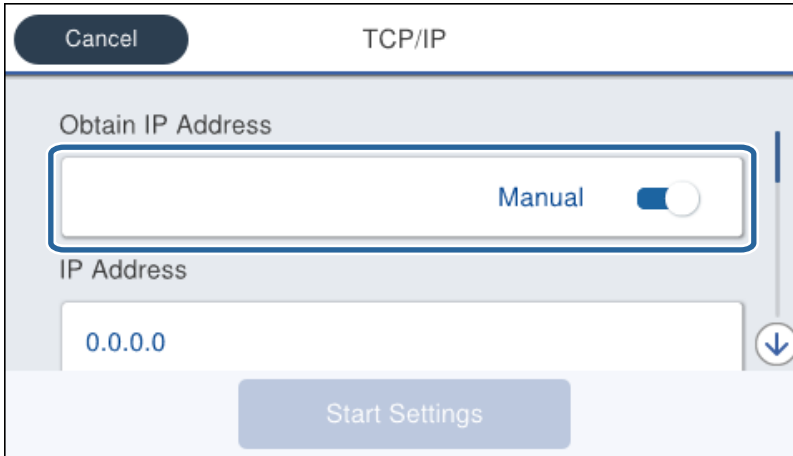 Cancel
TCP/IP
Obtain IP Address
Manual
IP Address
0.0.0.0
Start Settings